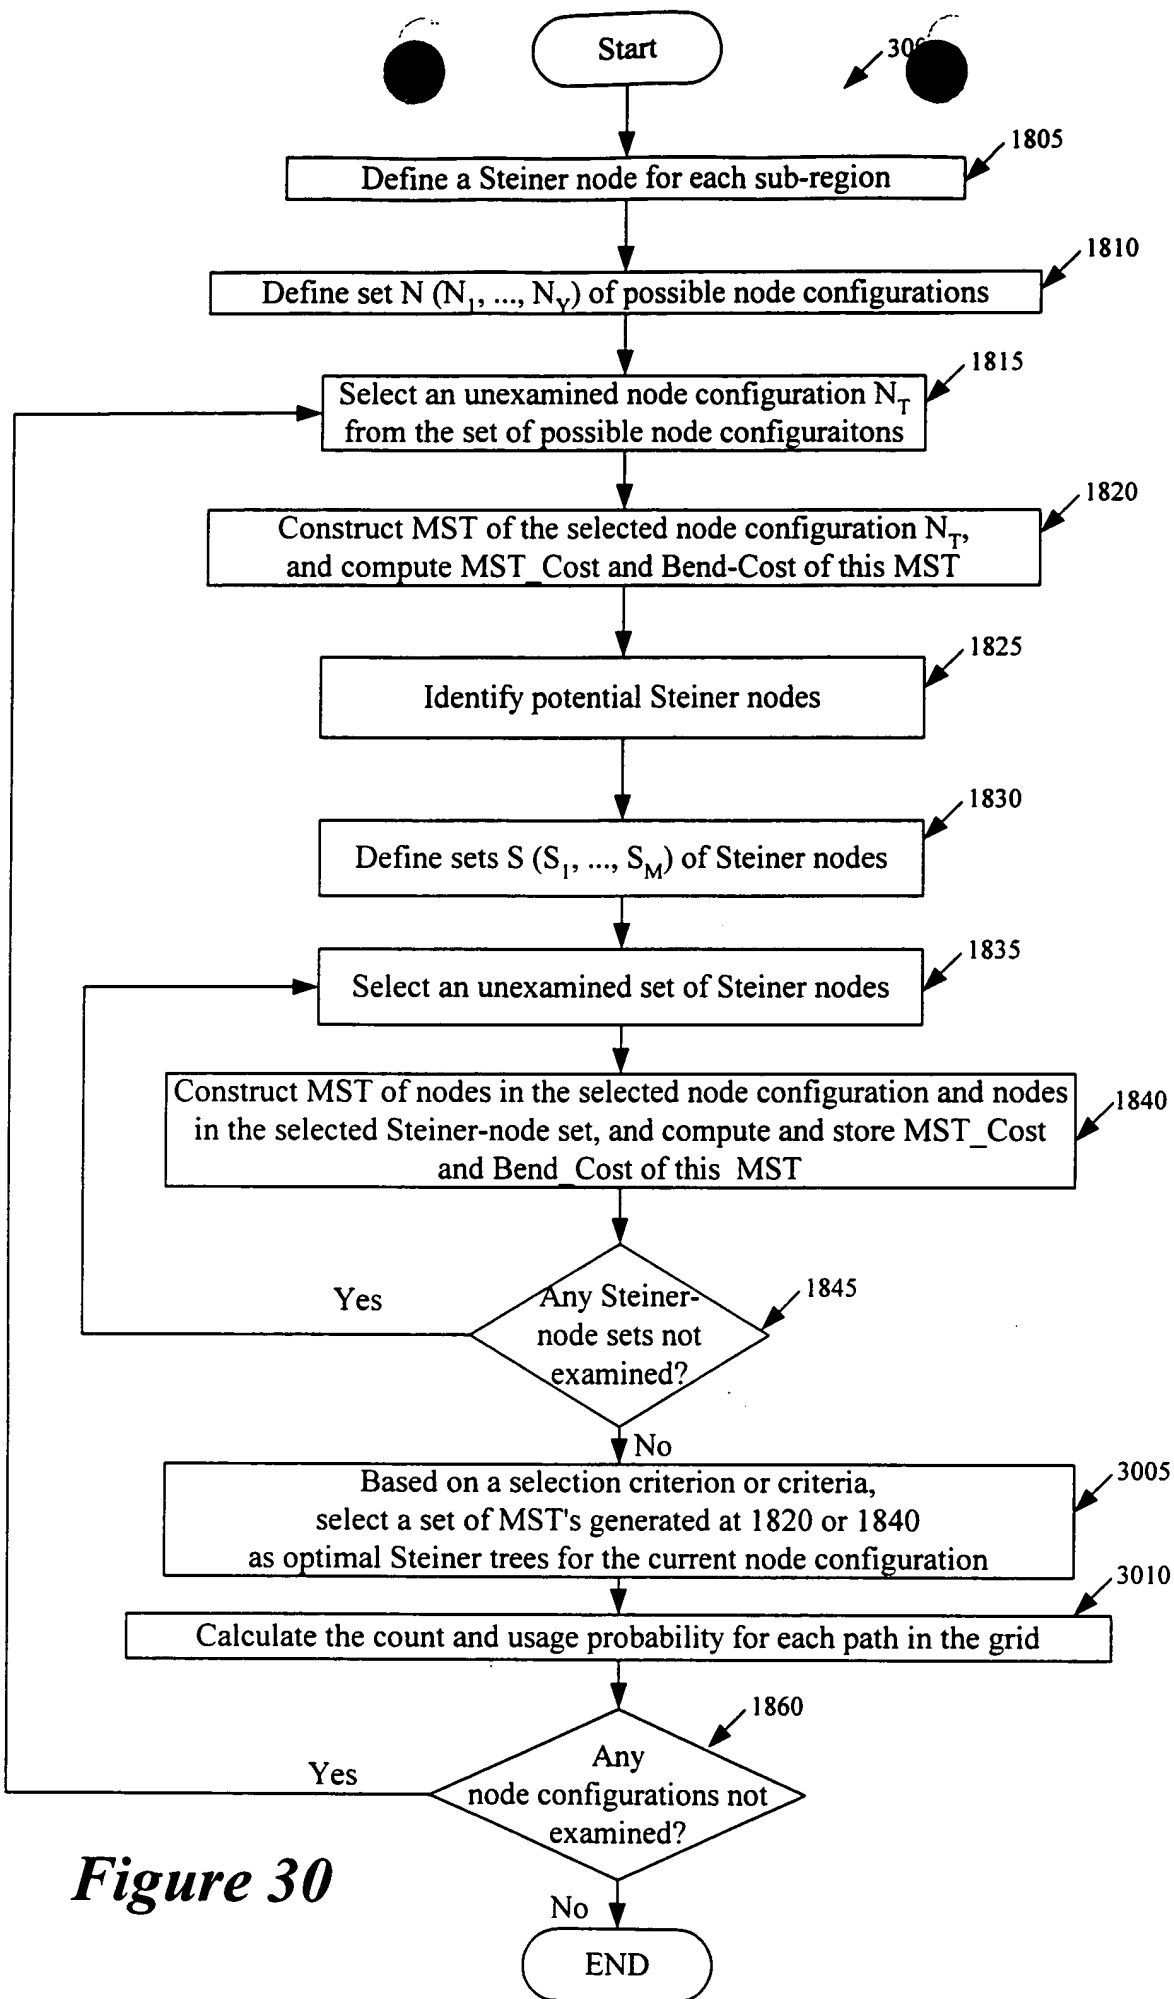 Start
1805
Define a Steiner node for each sub-region
1810
Define set N (N1, ..., NY) of possible node configurations
1815
Select an unexamined node configuration NT
from the set of possible node configuraitons
1820
Construct MST of the selected node configuration NT,
and compute MST_Cost and Bend-Cost of this MST
1825
Identify potential Steiner nodes
1830
Define sets S (S1, ..., SM) of Steiner nodes
1835
Select an unexamined set of Steiner nodes
Construct MST of nodes in the selected node configuration and nodes
1840
in the selected Steiner-node set, and compute and store MST_Cost
and Bend_Cost of this MST
1845
Yes
Any Steiner-
node sets not
examined?
No
3005
Based on a selection criterion or criteria,
select a set of MST's generated at 1820 or 1840
as optimal Steiner trees for the current node configuration
3010
Calculate the count and usage probability for each path in the grid
1860
Any
Yes
node configurations not
examined?
Figure 30
No
END